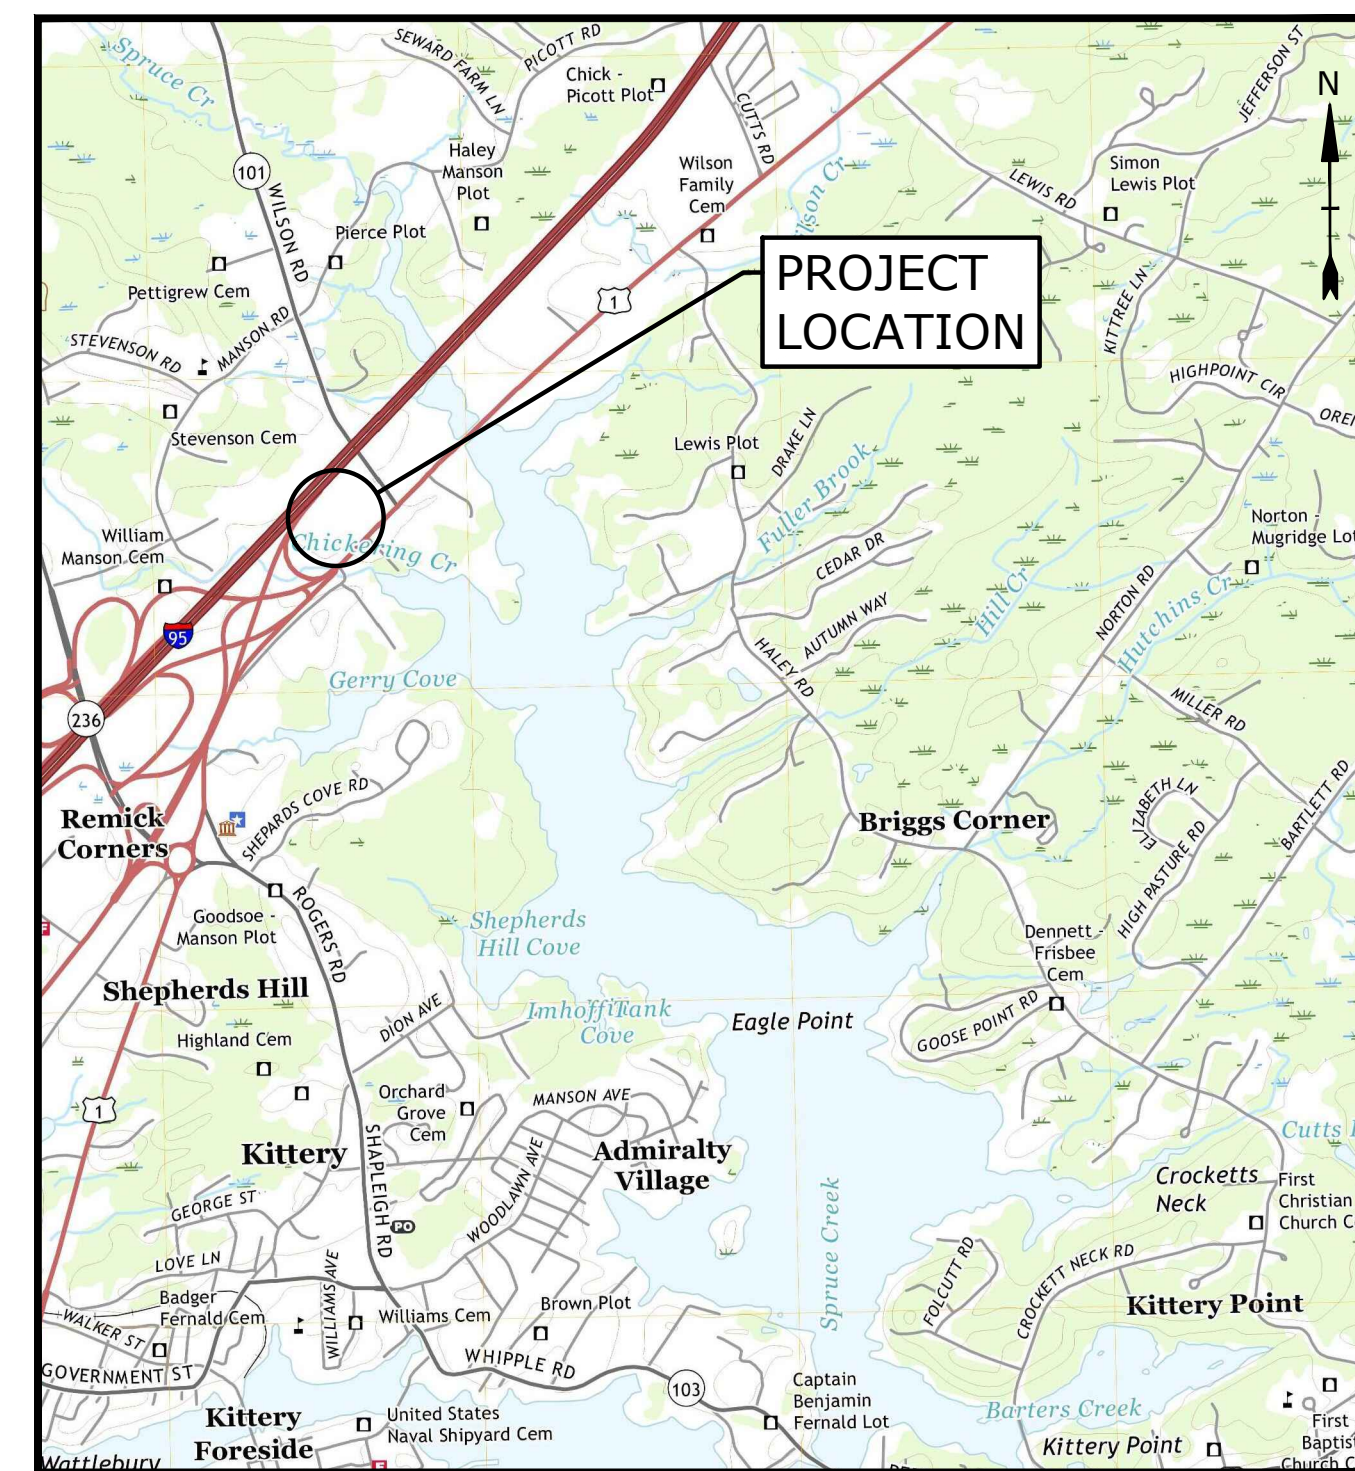 Spruce Cr
SEWARD FARM LN
PICOTT RD
Chick -
Picott Plot
CUTTS RD
JEFFERSON ST
N
101
WILSON RD
Haley
Manson
Plot
Wilson
Family
Cem
LEWIS RD
Simon
Lewis Plot
Pierce Plot
Pettigrew Cem
MANSON RD
STEVENSON RD
1
PROJECT
LOCATION
KITTREE LN
HIGHPOINT CIR
Stevenson Cem
Lewis Plot
DRAKE LN
Fuller Brook
William
Manson Cem
Chickering Cr
CEDAR DR
Norton -
Mugridge Lot
95
AUTUMN WAY
Hill Cr
NORTON RD
Hutchins Cr
HALEY RD
Gerry Cove
236
MILLER RD
Remick
Corners
SHEPARDS COVE RD
Briggs Corner
ELIZABETH LN
HIGH PASTURE RD
BARTLETT RD
Goodsoe -
Manson Plot
ROGERS RD
Shepherds
Hill Cove
Dennett -
Frisbee
Cem
Shepherds Hill
DION AVE
Cove
Eagle Point
GOOSE POINT RD
Highland Cem
1
Orchard
Grove
Cem
MANSON AVE
Kittery
SHAPLEIGH RD
WOODLAWN AVE
Admiralty
Village
Cutts
Crocketts
Neck
First
Christian
Church
GEORGE ST
PO
LOVE LN
Spruce Creek
FOLCUTT RD
CROCKETT NECK RD
Badger
Fernald Cem
WILLIAMS AVE
Williams Cem
Brown Plot
Kittery Point
WALKER ST
GOVERNMENT ST
WHIPPLE RD
103
Captain
Benjamin
Fernald Lot
Barters Creek
Kittery
Foreside
United States
Naval Shipyard Cem
Kittery Point
First
Baptist
Church
Wattlebury